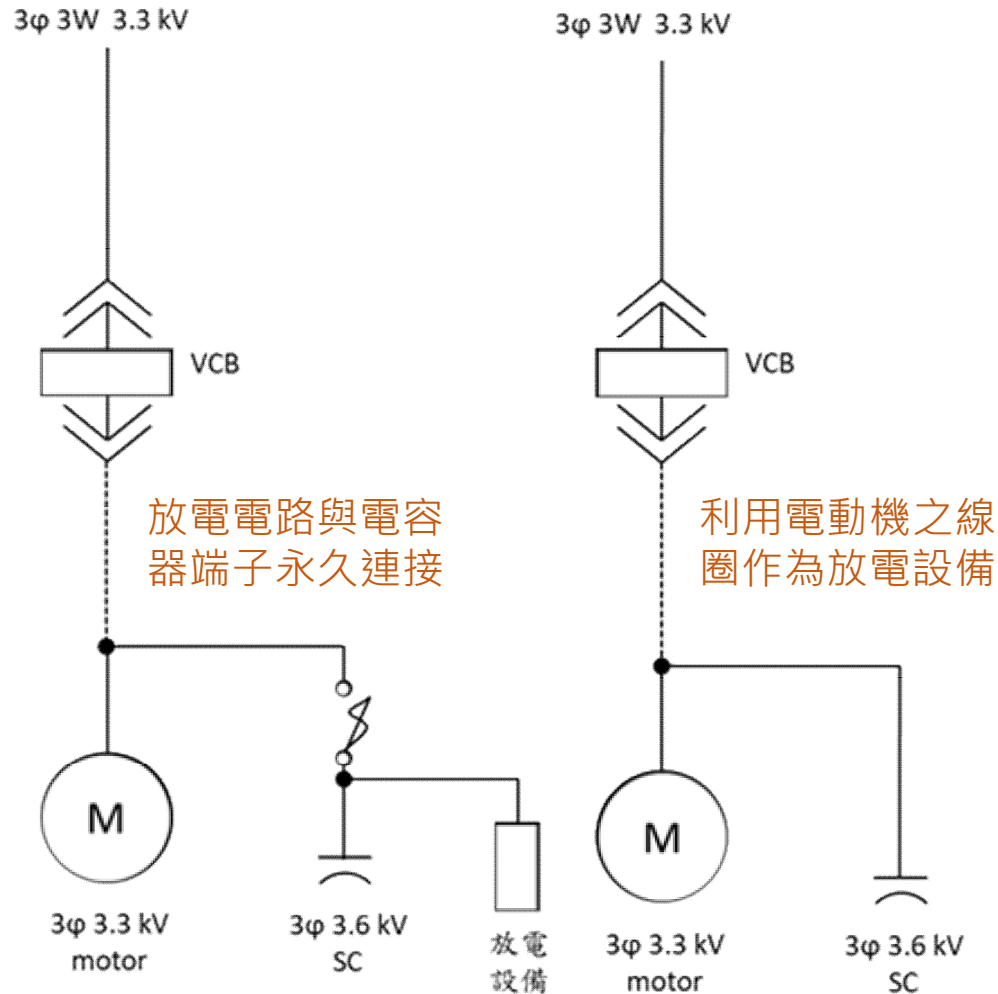 3φ 3W 3.3 kV
VCB
放電電路與電容
器端子永久連接
M
3φ 3.3 kV
motor
3φ 3.6 kV
SC
放電
設備
3φ 3W 3.3 kV
VCB
利用電動機之線
圈作為放電設備
M
3φ 3.3 kV
motor
3φ 3.6 kV
SC